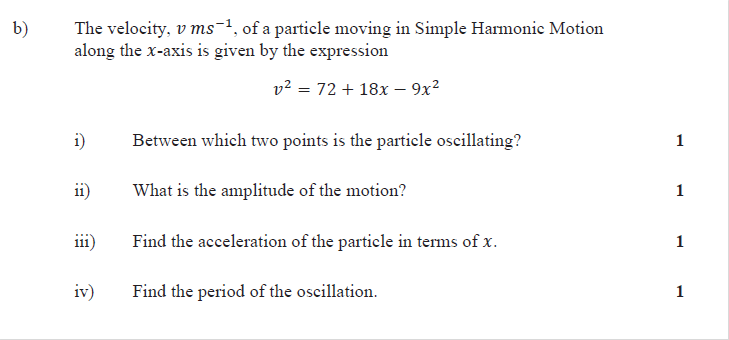 b) The velocity, v ms⁻¹, of a particle moving in Simple Harmonic Motion
along the x-axis is given by the expression
v² = 72 + 18x − 9x²
i) Between which two points is the particle oscillating? 1
ii) What is the amplitude of the motion? 1
iii) Find the acceleration of the particle in terms of x. 1
iv) Find the period of the oscillation. 1